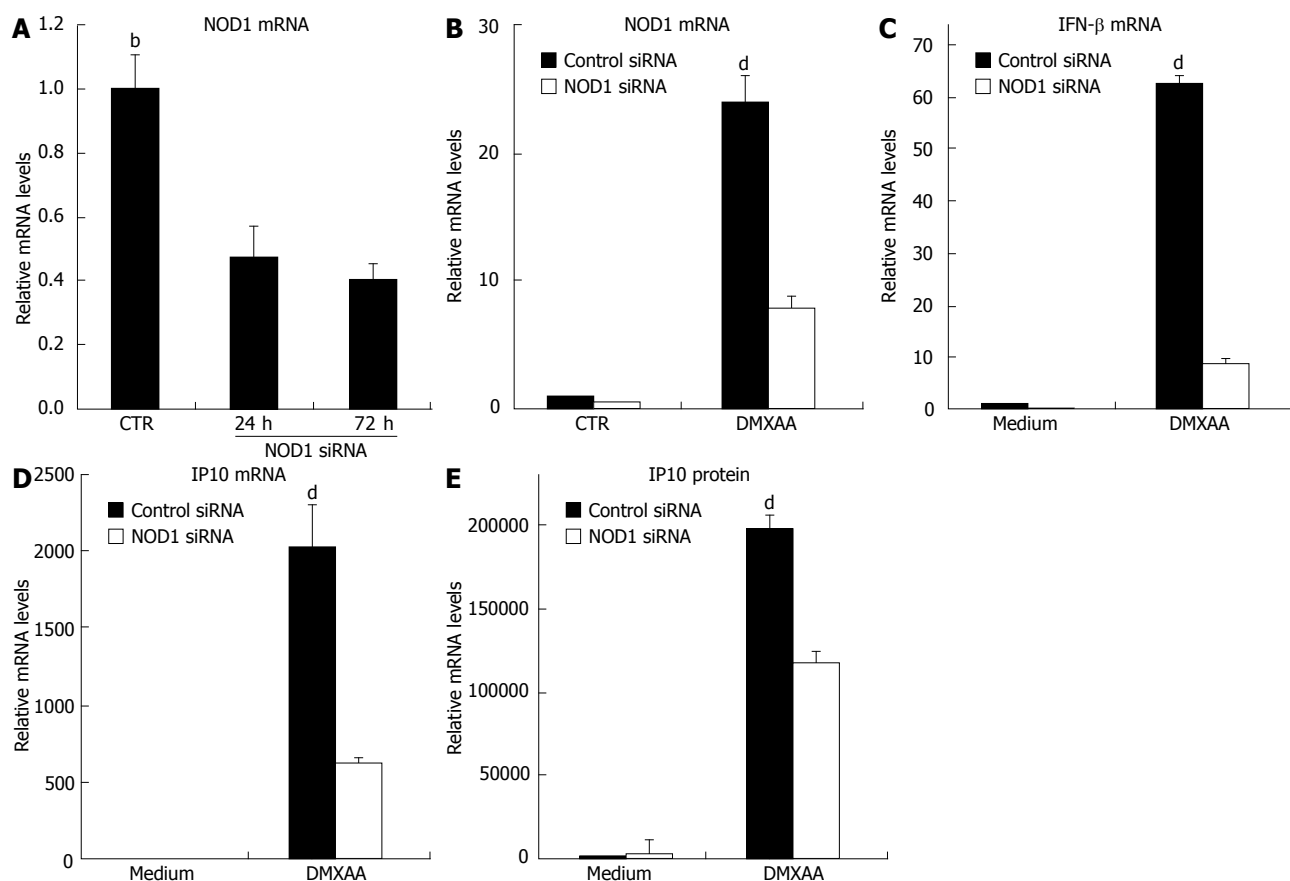 A
NOD1 mRNA
Relative mRNA levels
1.2
1.0
0.8
0.6
0.4
0.2
0.0
b
CTR
24 h
72 h
NOD1 siRNA
B
NOD1 mRNA
Relative mRNA levels
30
20
10
0
Control siRNA
NOD1 siRNA
d
CTR
DMXAA
C
IFN-β mRNA
Relative mRNA levels
70
60
50
40
30
20
10
0
Control siRNA
NOD1 siRNA
d
Medium
DMXAA
D
IP10 mRNA
Relative mRNA levels
2500
2000
1500
1000
500
0
Control siRNA
NOD1 siRNA
d
Medium
DMXAA
E
IP10 protein
Relative mRNA levels
200000
150000
100000
50000
0
Control siRNA
NOD1 siRNA
d
Medium
DMXAA